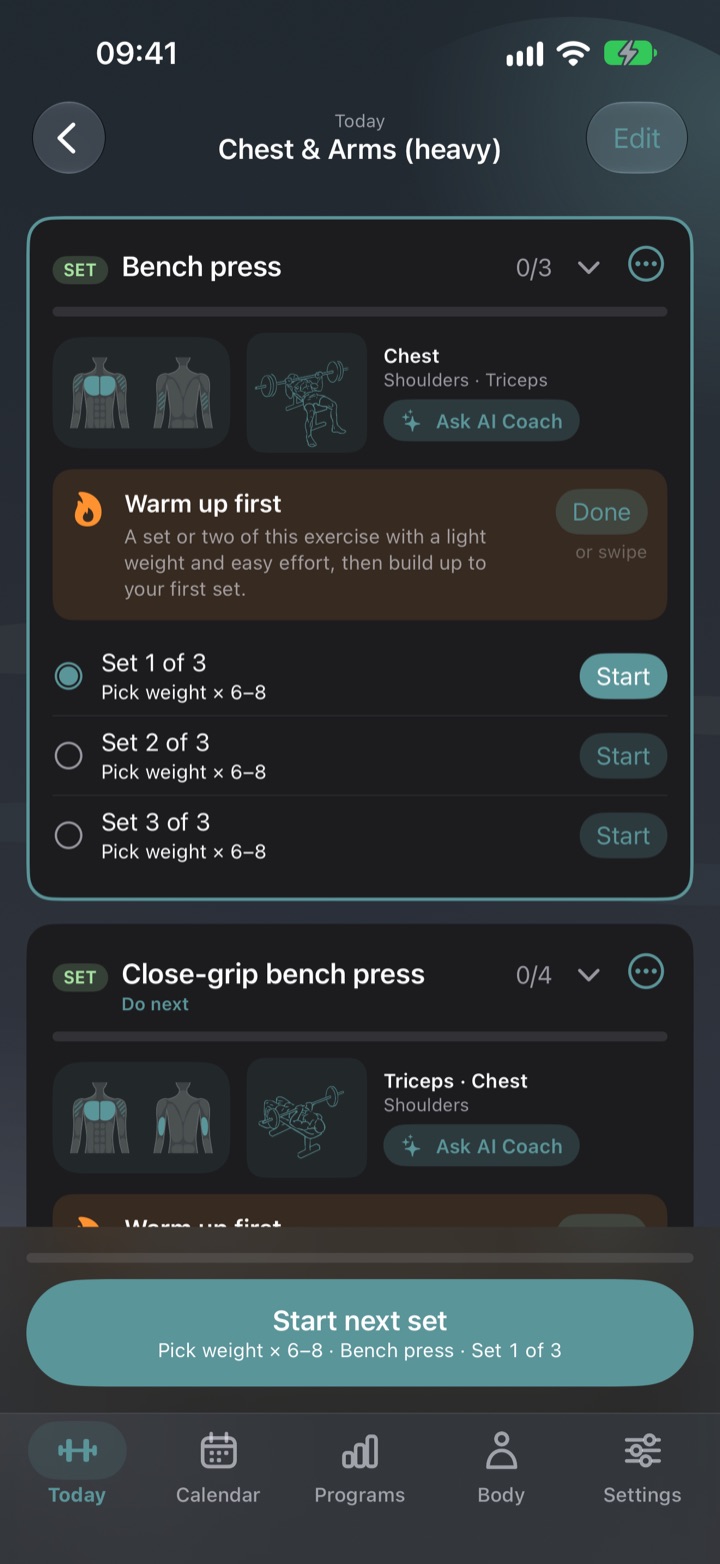 09:41
Today
Chest & Arms (heavy)
Edit
SET Bench press 0/3
Chest
Shoulders · Triceps
Ask AI Coach
Warm up first
Done
A set or two of this exercise with a light
weight and easy effort, then build up to
your first set.
or swipe
Set 1 of 3
Pick weight × 6–8
Start
Set 2 of 3
Pick weight × 6–8
Start
Set 3 of 3
Pick weight × 6–8
Start
SET Close-grip bench press 0/4
Do next
Triceps · Chest
Shoulders
Ask AI Coach
Warm up first
Start next set
Pick weight × 6–8 · Bench press · Set 1 of 3
Today Calendar Programs Body Settings